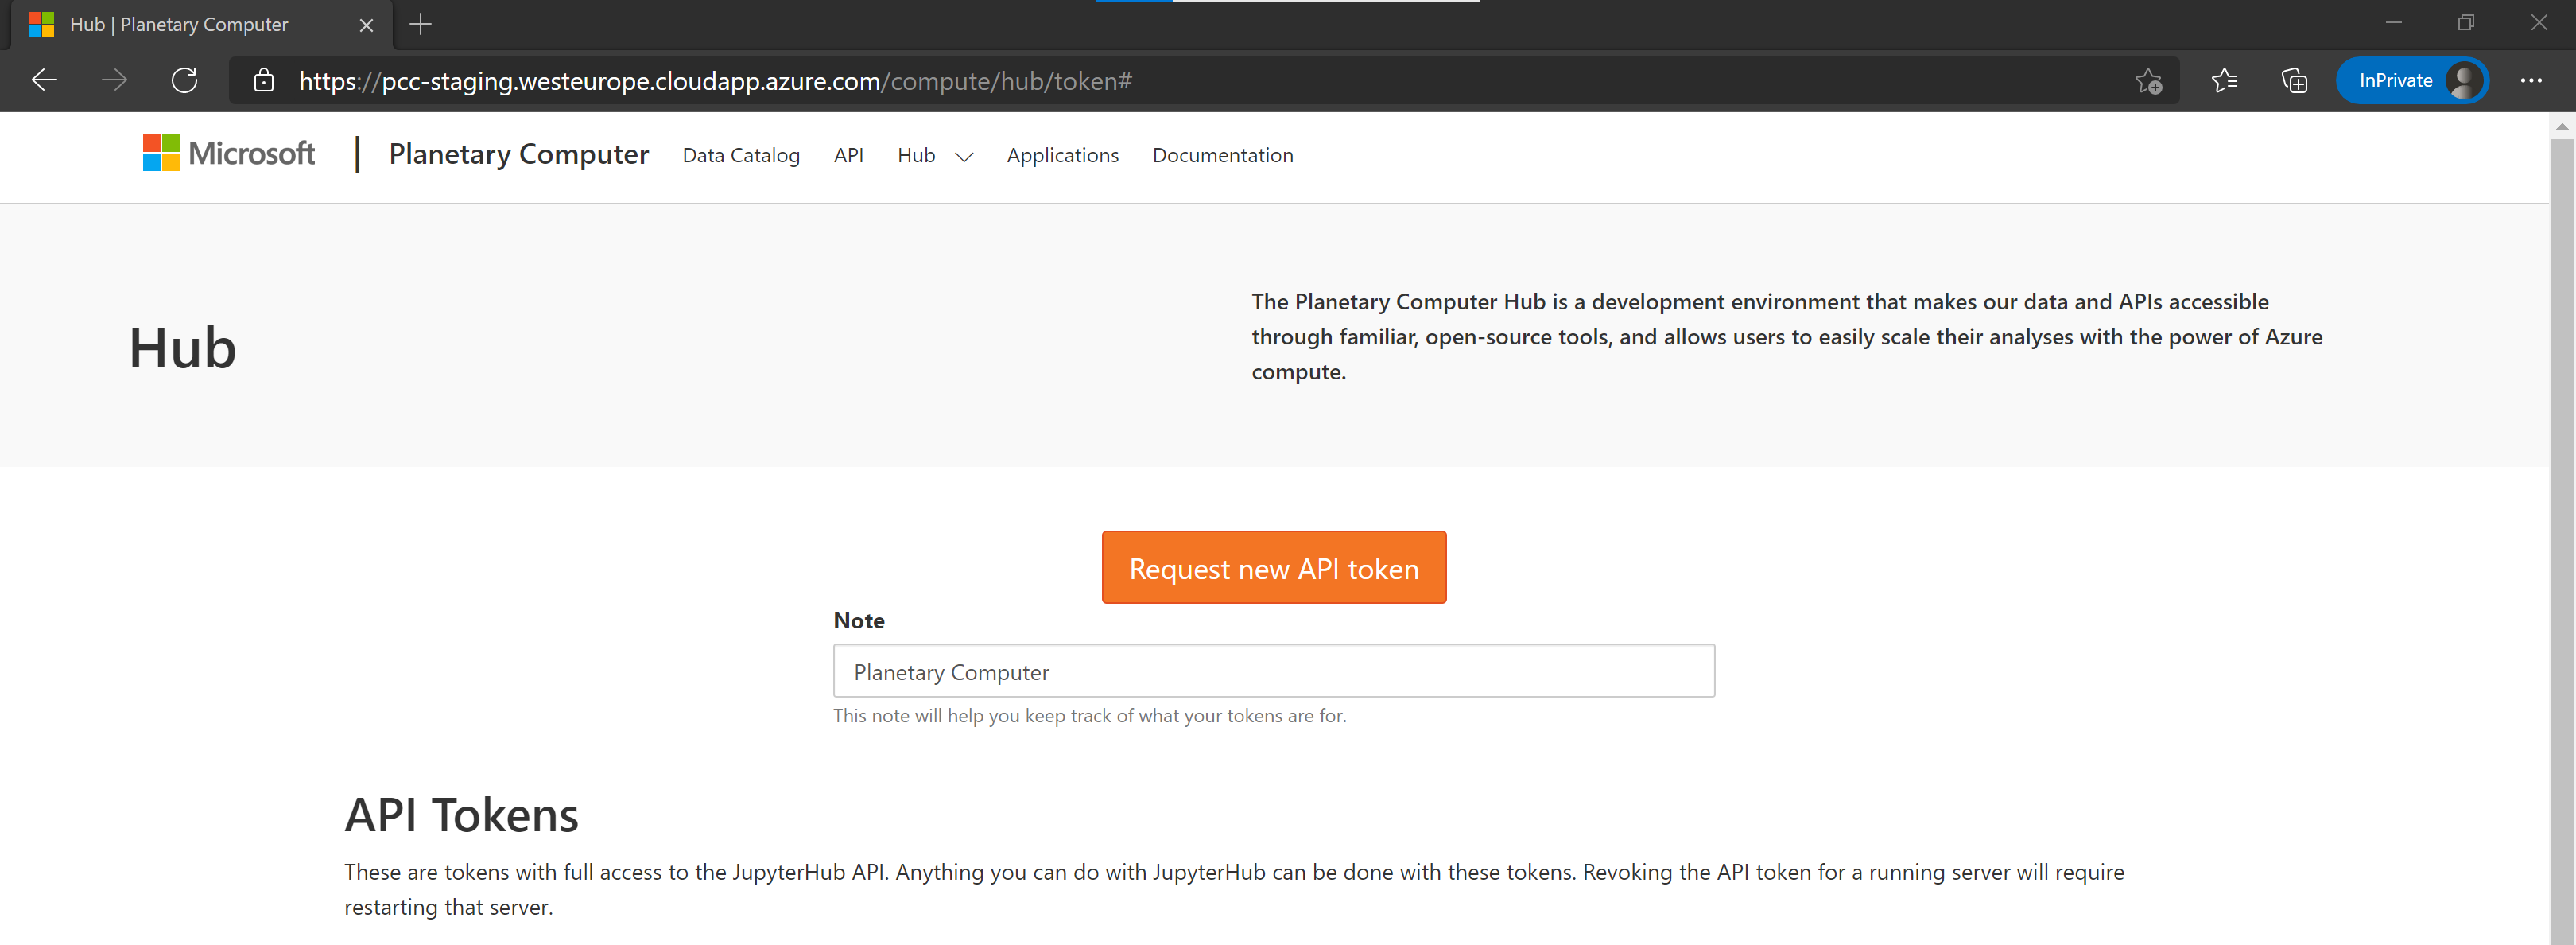 Hub | Planetary Computer
https://pcc-staging.westeurope.cloudapp.azure.com/compute/hub/token#
InPrivate
Microsoft | Planetary Computer Data Catalog API Hub Applications Documentation
The Planetary Computer Hub is a development environment that makes our data and APIs accessible
through familiar, open-source tools, and allows users to easily scale their analyses with the power of Azure
compute.
Hub
Request new API token
Note
Planetary Computer
This note will help you keep track of what your tokens are for.
API Tokens
These are tokens with full access to the JupyterHub API. Anything you can do with JupyterHub can be done with these tokens. Revoking the API token for a running server will require
restarting that server.